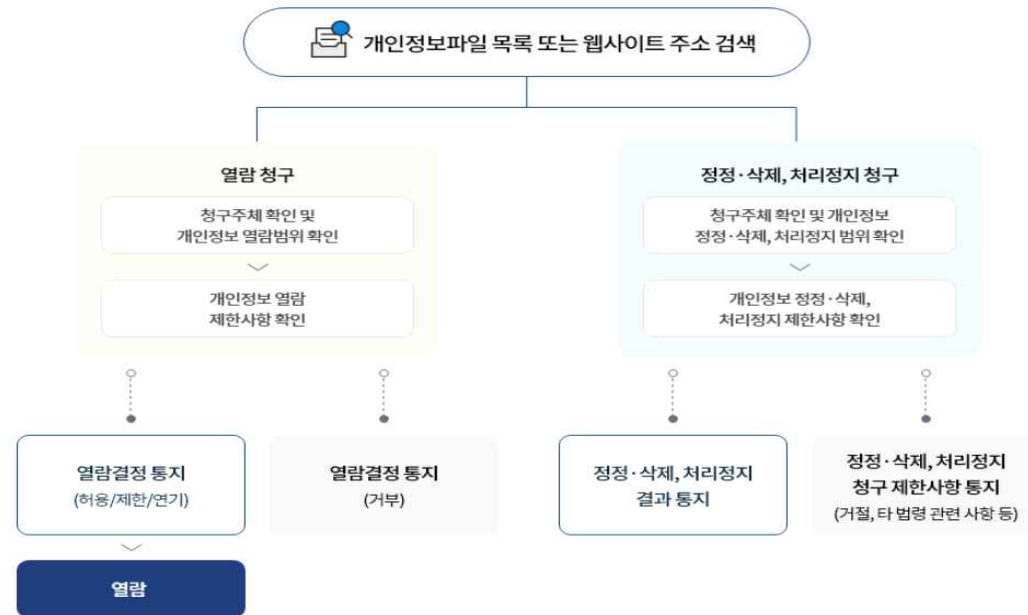 개인정보파일 목록 또는 웹사이트 주소 검색
열람 청구
청구주체 확인 및
개인정보 열람범위 확인
개인정보 열람
제한사항 확인
정정·삭제, 처리정지 청구
청구주체 확인 및 개인정보
정정·삭제, 처리정지 범위 확인
개인정보 정정·삭제,
처리정지 제한사항 확인
열람결정 통지
(허용/제한/연기)
열람
열람결정 통지
(거부)
정정·삭제, 처리정지
결과 통지
정정·삭제, 처리정지
청구 제한사항 통지
(거절, 타 법령 관련 사항 등)